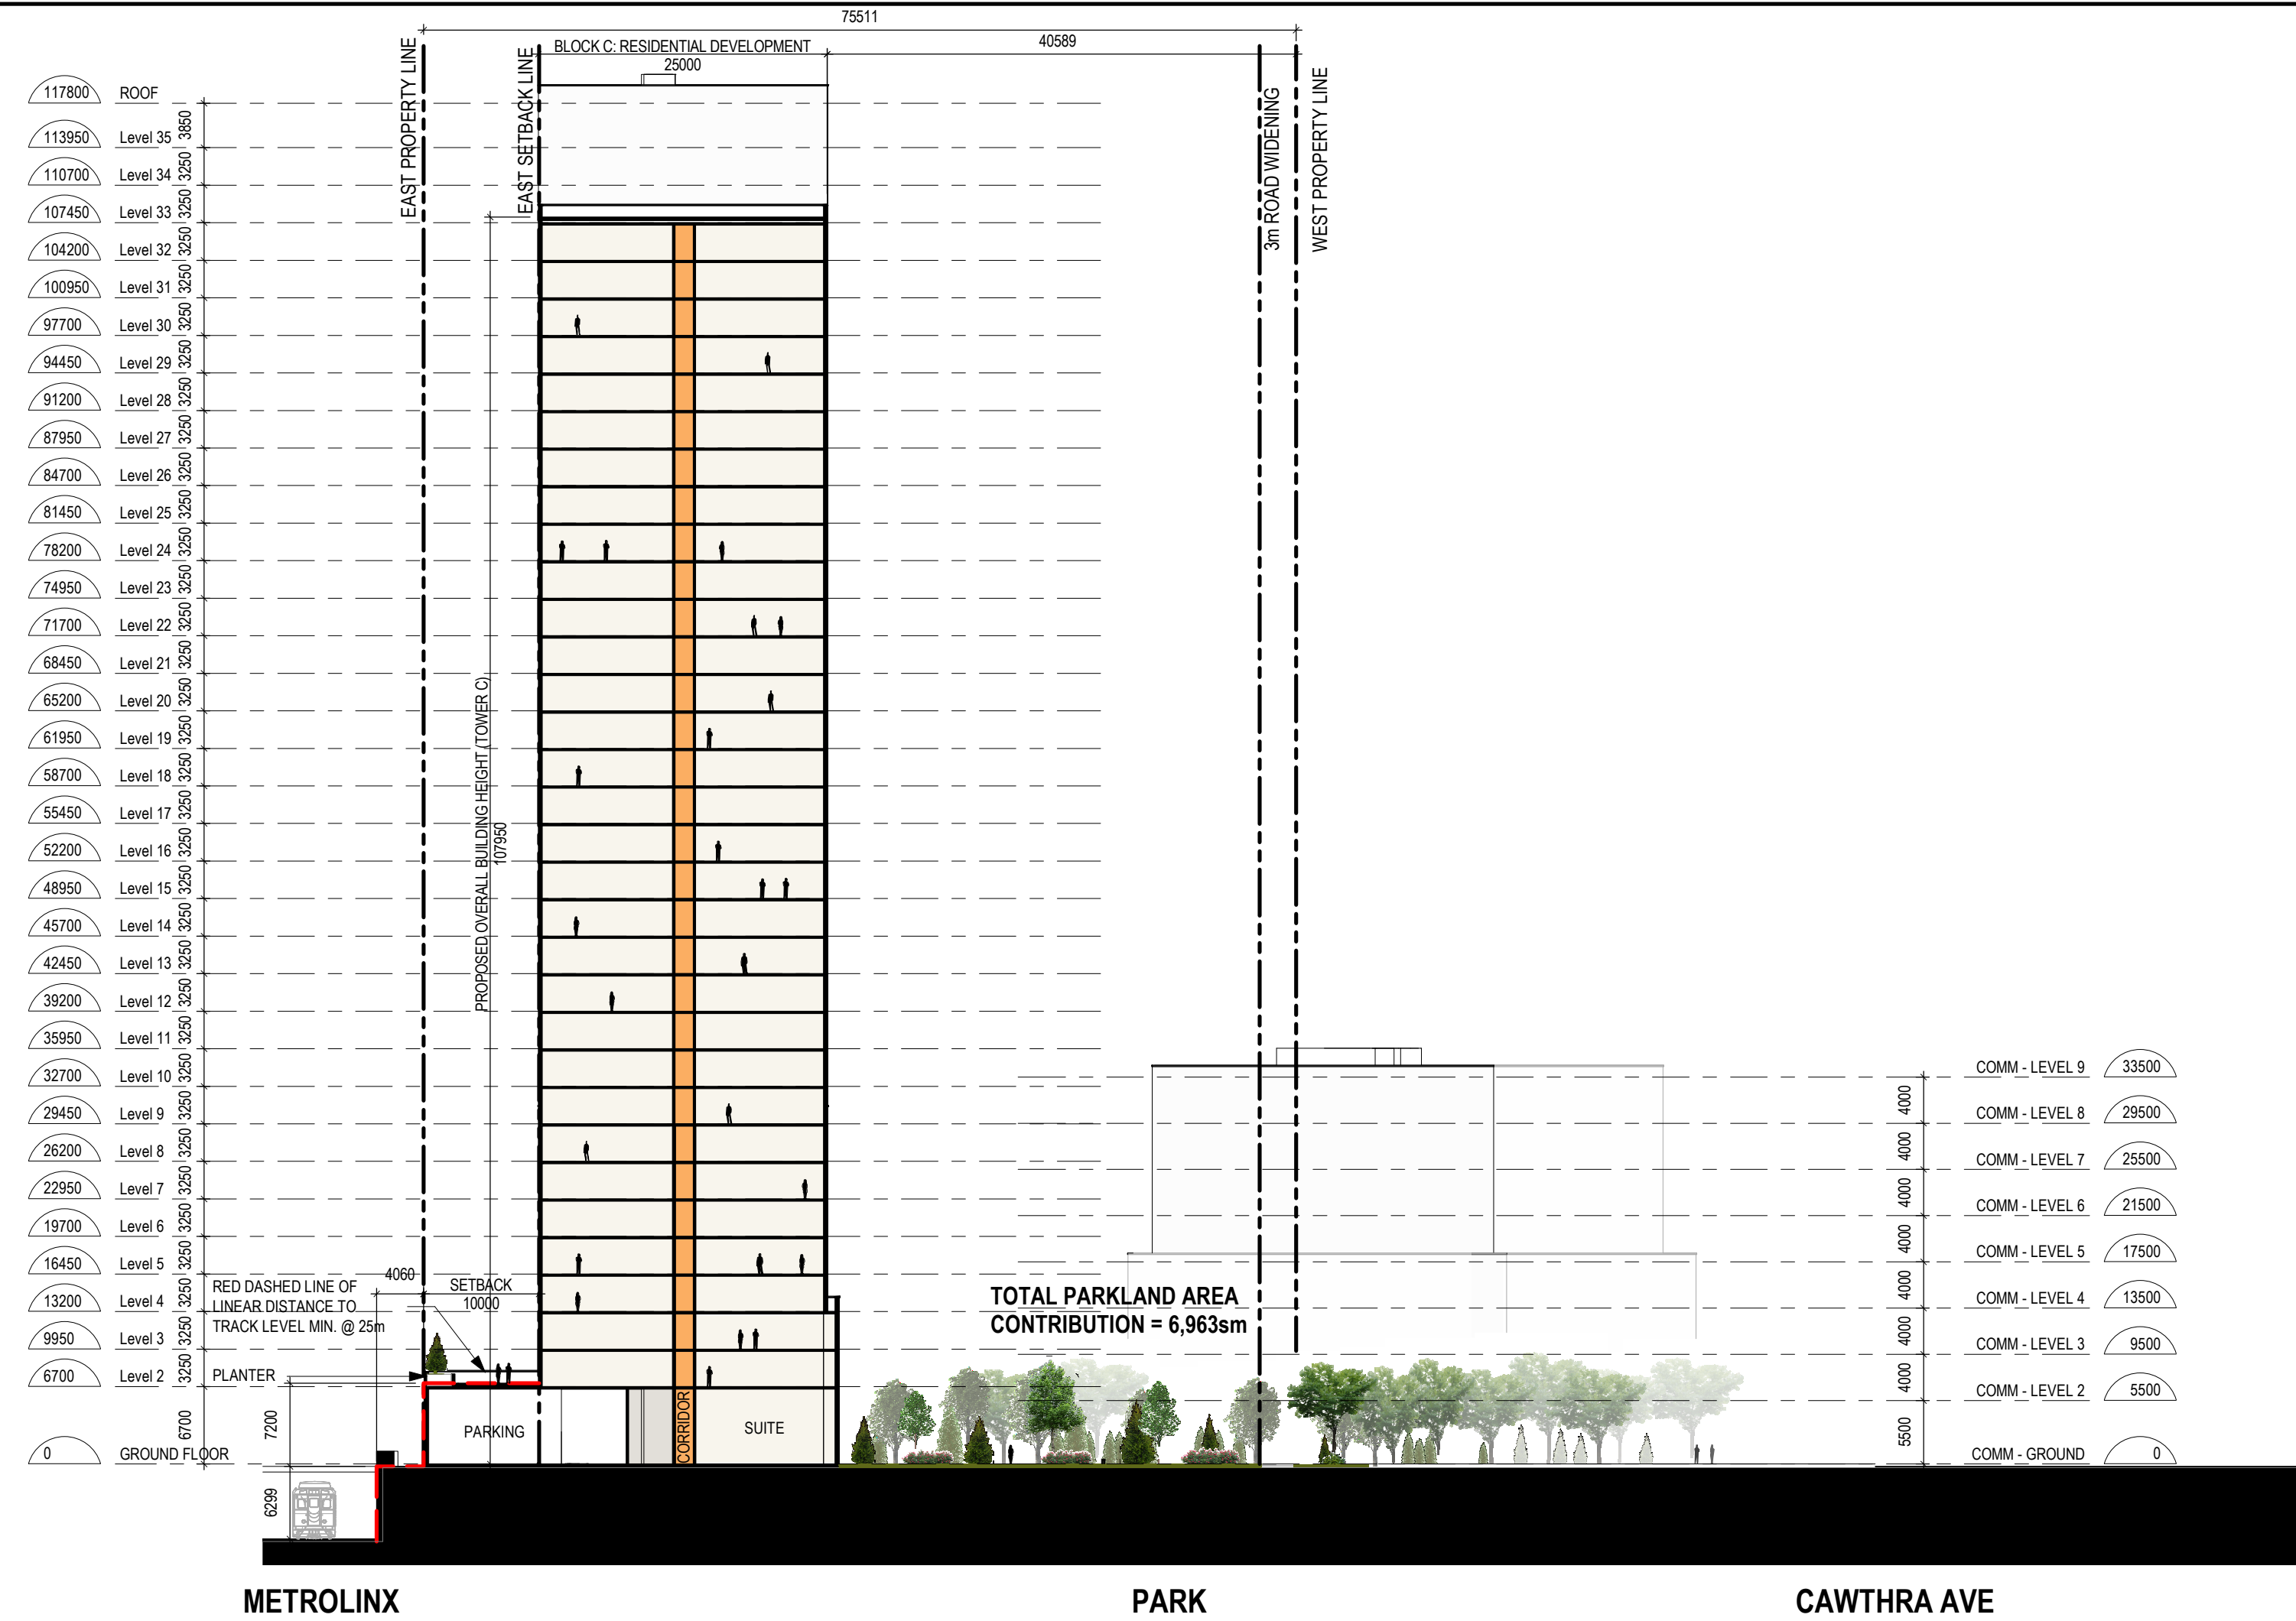 75511
BLOCK C: RESIDENTIAL DEVELOPMENT
25000
40589
EAST PROPERTY LINE
EAST SETBACK LINE
3m ROAD WIDENING
WEST PROPERTY LINE
117800 ROOF
3850
113950 Level 35
3250
110700 Level 34
3250
107450 Level 33
3250
104200 Level 32
3250
100950 Level 31
3250
97700 Level 30
3250
94450 Level 29
3250
91200 Level 28
3250
87950 Level 27
3250
84700 Level 26
3250
81450 Level 25
3250
78200 Level 24
3250
74950 Level 23
3250
71700 Level 22
3250
68450 Level 21
3250
65200 Level 20
3250
61950 Level 19
3250
58700 Level 18
3250
55450 Level 17
3250
52200 Level 16
3250
48950 Level 15
3250
45700 Level 14
3250
42450 Level 13
3250
39200 Level 12
3250
35950 Level 11
3250
32700 Level 10
3250
29450 Level 9
3250
26200 Level 8
3250
22950 Level 7
3250
19700 Level 6
3250
16450 Level 5
3250
13200 Level 4
3250
9950 Level 3
3250
6700 Level 2
6700
0 GROUND FLOOR
PROPOSED OVERALL BUILDING HEIGHT (TOWER C)
107950
RED DASHED LINE OF
LINEAR DISTANCE TO
TRACK LEVEL MIN. @ 25m
4060
SETBACK
10000
PLANTER
7200
6299
PARKING
CORRIDOR
SUITE
TOTAL PARKLAND AREA
CONTRIBUTION = 6,963sm
COMM - LEVEL 9 33500
4000
COMM - LEVEL 8 29500
4000
COMM - LEVEL 7 25500
4000
COMM - LEVEL 6 21500
4000
COMM - LEVEL 5 17500
4000
COMM - LEVEL 4 13500
4000
COMM - LEVEL 3 9500
4000
COMM - LEVEL 2 5500
5500
COMM - GROUND 0
METROLINX
PARK
CAWTHRA AVE